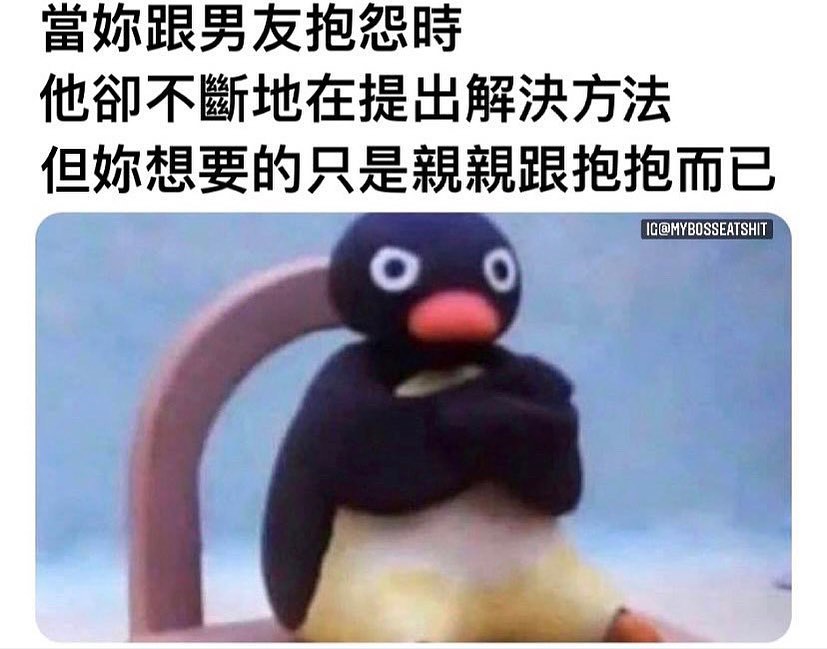 當妳跟男友抱怨時
他卻不斷地在提出解決方法
但妳想要的只是親親跟抱抱而已
IG@MYBOSSEATSHIT